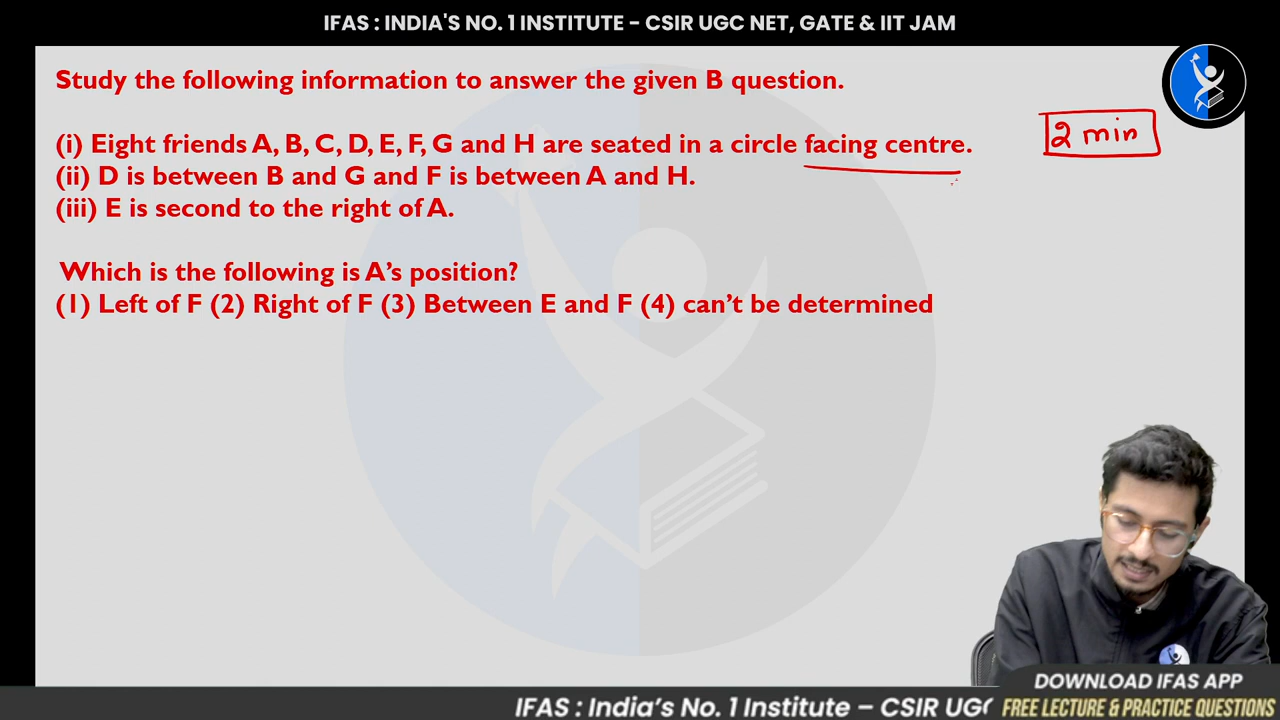 IFAS : INDIA'S NO. 1 INSTITUTE – CSIR UGC NET, GATE & IIT JAM
Study the following information to answer the given B question.
(i) Eight friends A, B, C, D, E, F, G and H are seated in a circle facing centre.
2 min
(ii) D is between B and G and F is between A and H.
(iii) E is second to the right of A.
Which is the following is A's position?
(1) Left of F (2) Right of F (3) Between E and F (4) can't be determined
DOWNLOAD IFAS APP
IFAS : India's No. 1 Institute – CSIR UG
FREE LECTURE & PRACTICE QUESTIONS